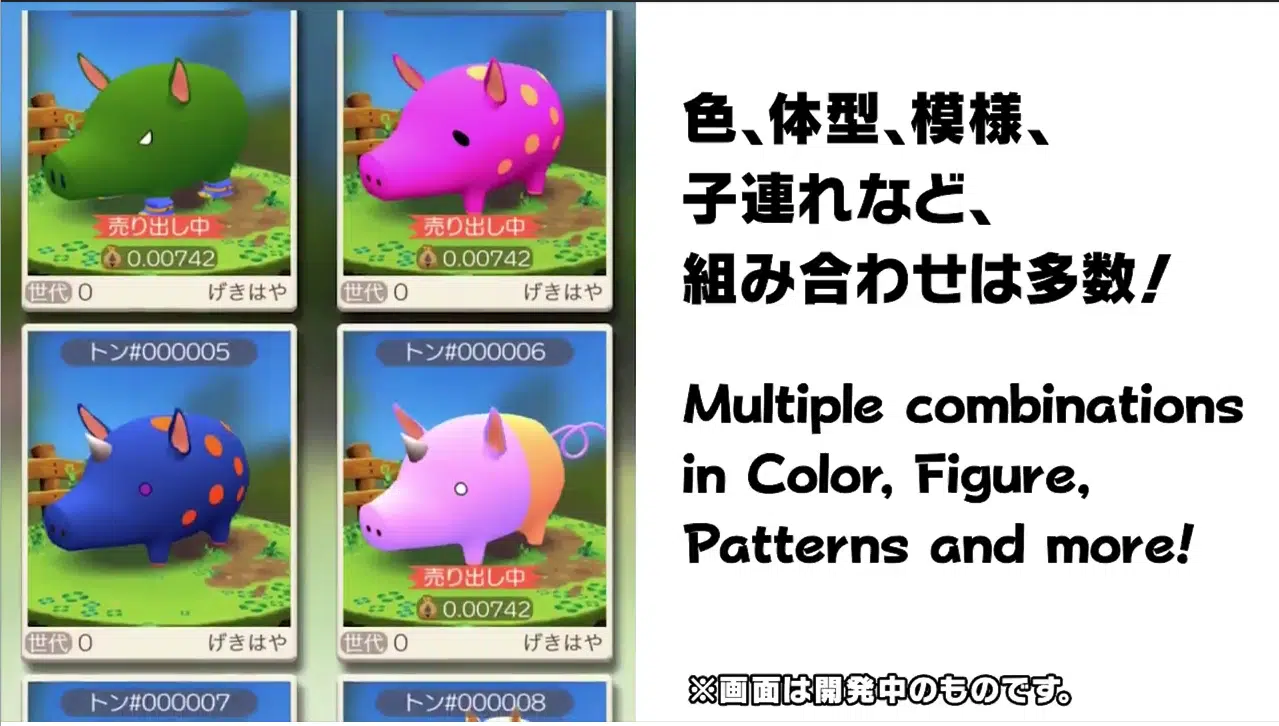 売り出し中
0.00742
世代 0 げきはや
売り出し中
0.00742
世代 0 げきはや
トン#000005
世代 0 げきはや
トン#000006
売り出し中
0.00742
世代 0 げきはや
トン#000007
トン#000008
色、体型、模様、
子連れなど、
組み合わせは多数!
Multiple combinations
in Color, Figure,
Patterns and more!
※画面は開発中のものです。